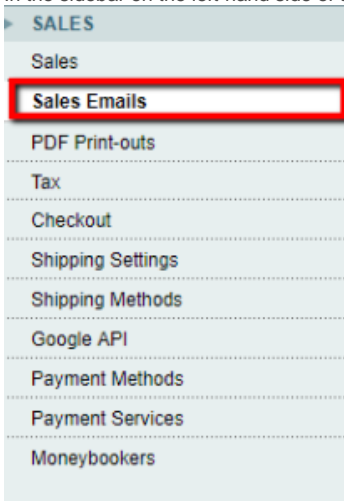 SALES
Sales
Sales Emails
PDF Print-outs
Tax
Checkout
Shipping Settings
Shipping Methods
Google API
Payment Methods
Payment Services
Moneybookers